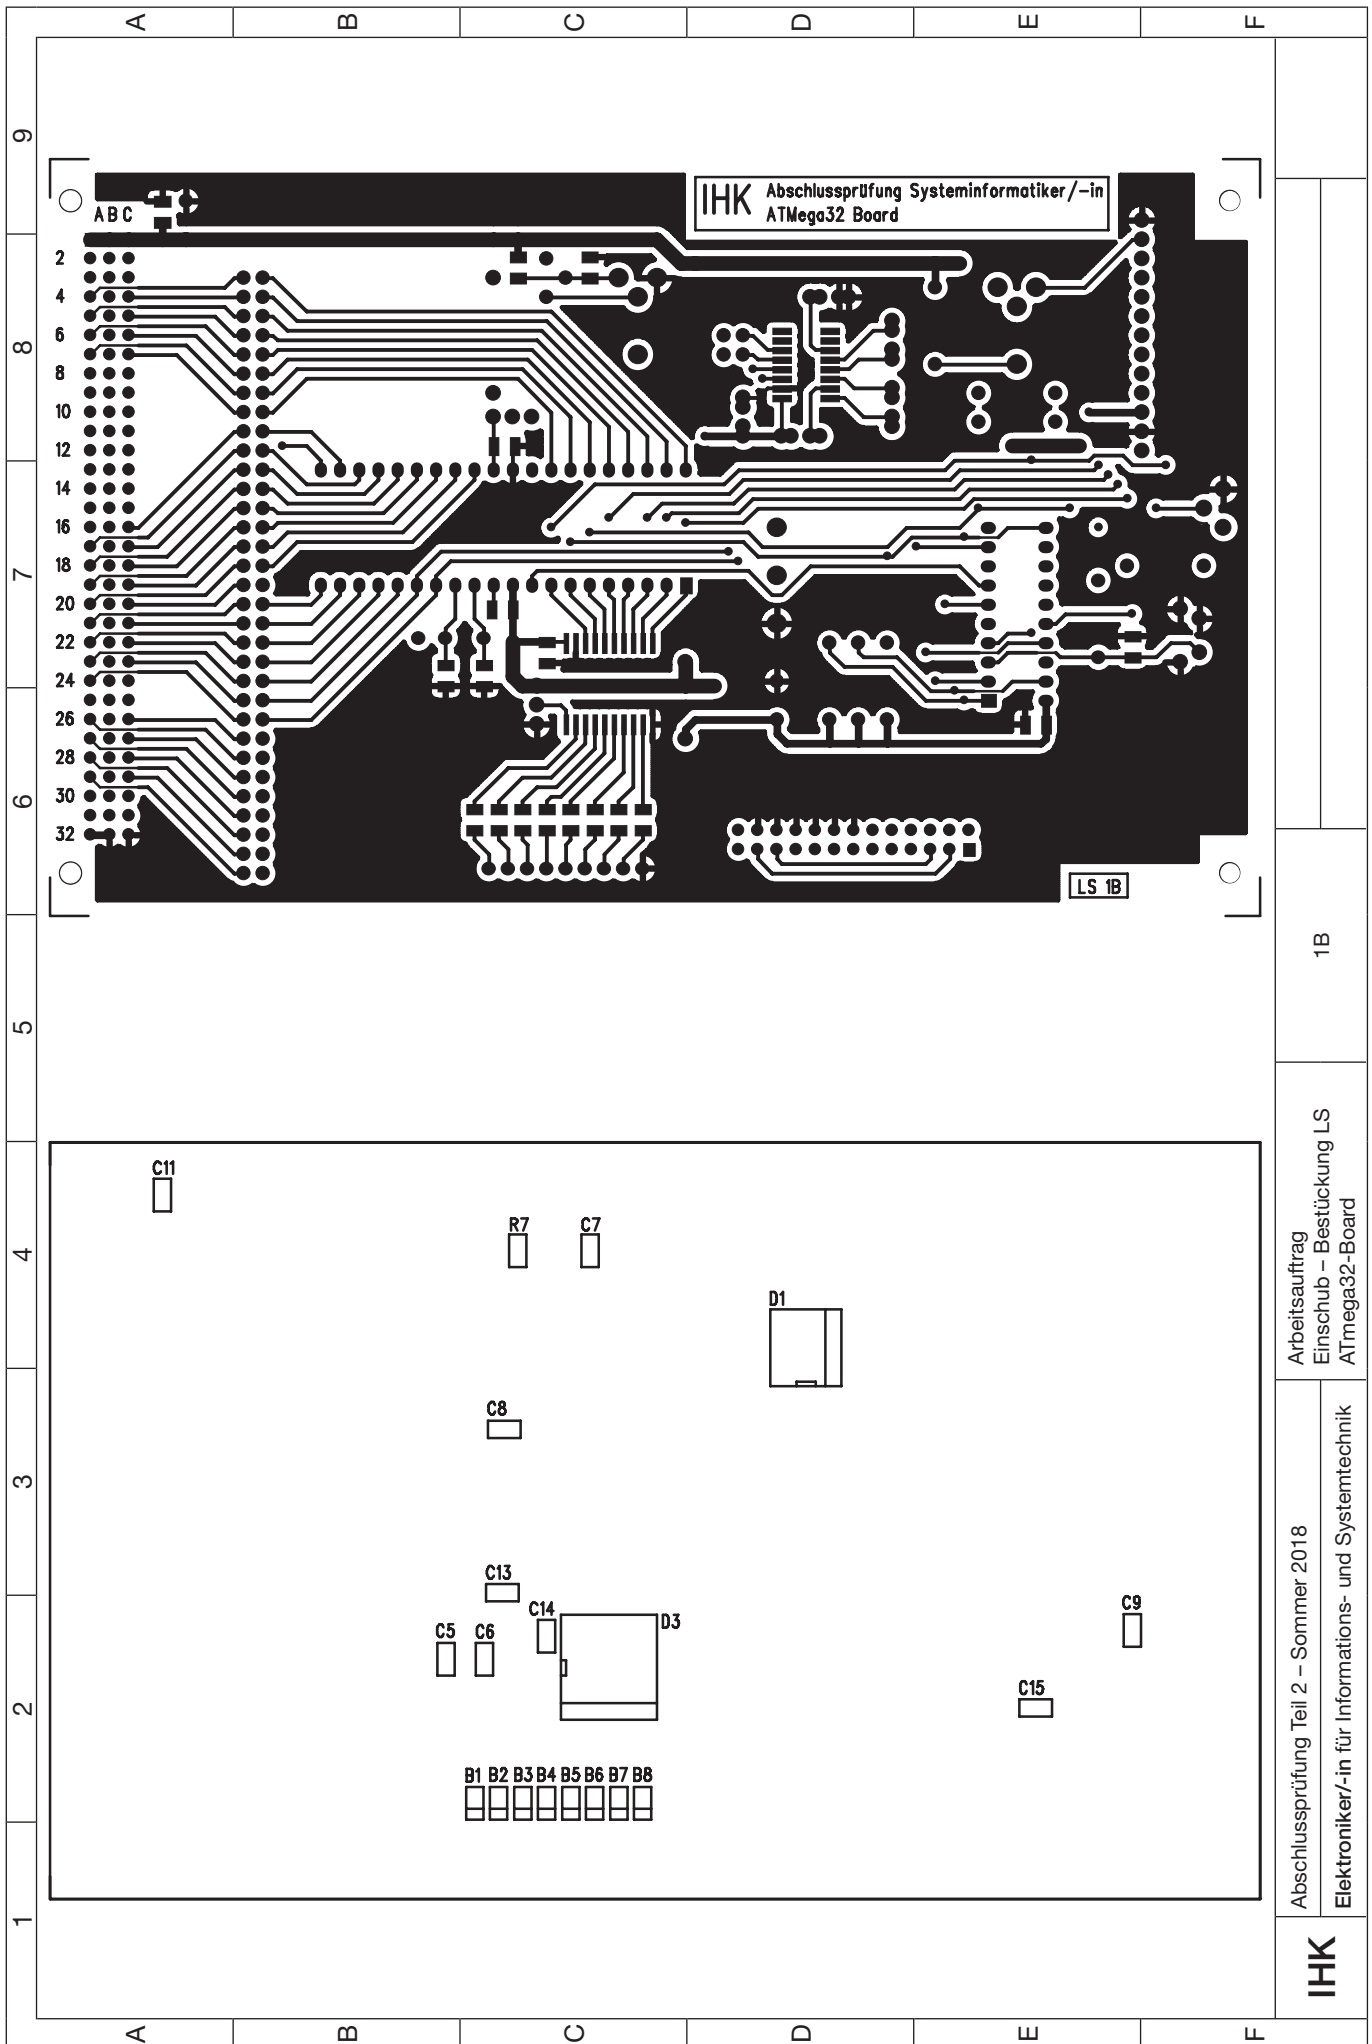 A B C D E F
9
8
7
6
5
4
3
2
1
A B C
2
4
6
8
10
12
14
16
18
20
22
24
26
28
30
32
IHK Abschlussprüfung Systeminformatiker/-in
ATMega32 Board
LS 1B
C11
R7 C7
D1
C8
C13
C14 D3
C5 C6
C9
C15
B1 B2 B3 B4 B5 B6 B7 B8
A B C D E F
IHK
Abschlussprüfung Teil 2 – Sommer 2018
Elektroniker/-in für Informations- und Systemtechnik
Arbeitsauftrag
Einschub – Bestückung LS
ATmega32-Board
1B